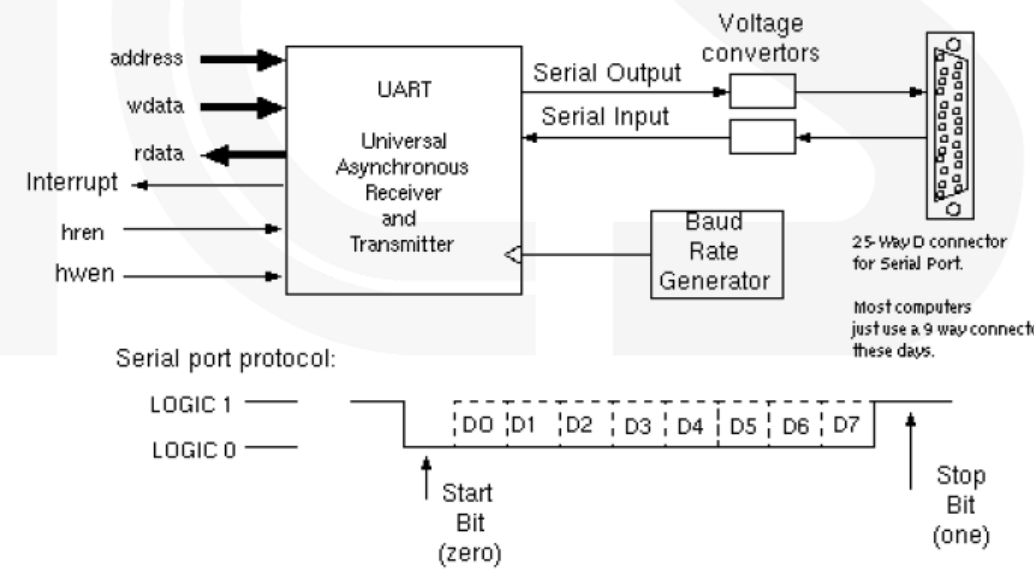 address
wdata
rdata
Interrupt
hren
hwen
UART
Universal
Asynchronous
Receiver
and
Transmitter
Serial Output
Serial Input
Voltage
convertors
Baud
Rate
Generator
25-Way D connector
for Serial Port.
Most computers
just use a 9 way connecto
these days.
Serial port protocol:
LOGIC 1
LOGIC 0
D0 D1 D2 D3 D4 D5 D6 D7
Start
Bit
(zero)
Stop
Bit
(one)